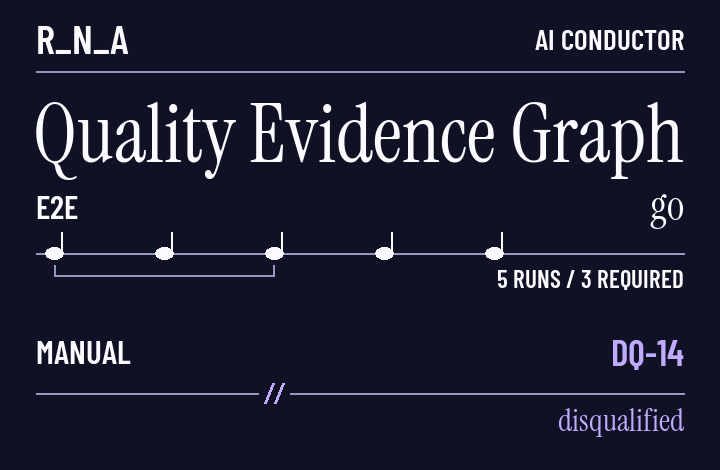 R_N_A
AI CONDUCTOR
Quality Evidence Graph
E2E
go
5 RUNS / 3 REQUIRED
MANUAL
DQ-14
//
disqualified